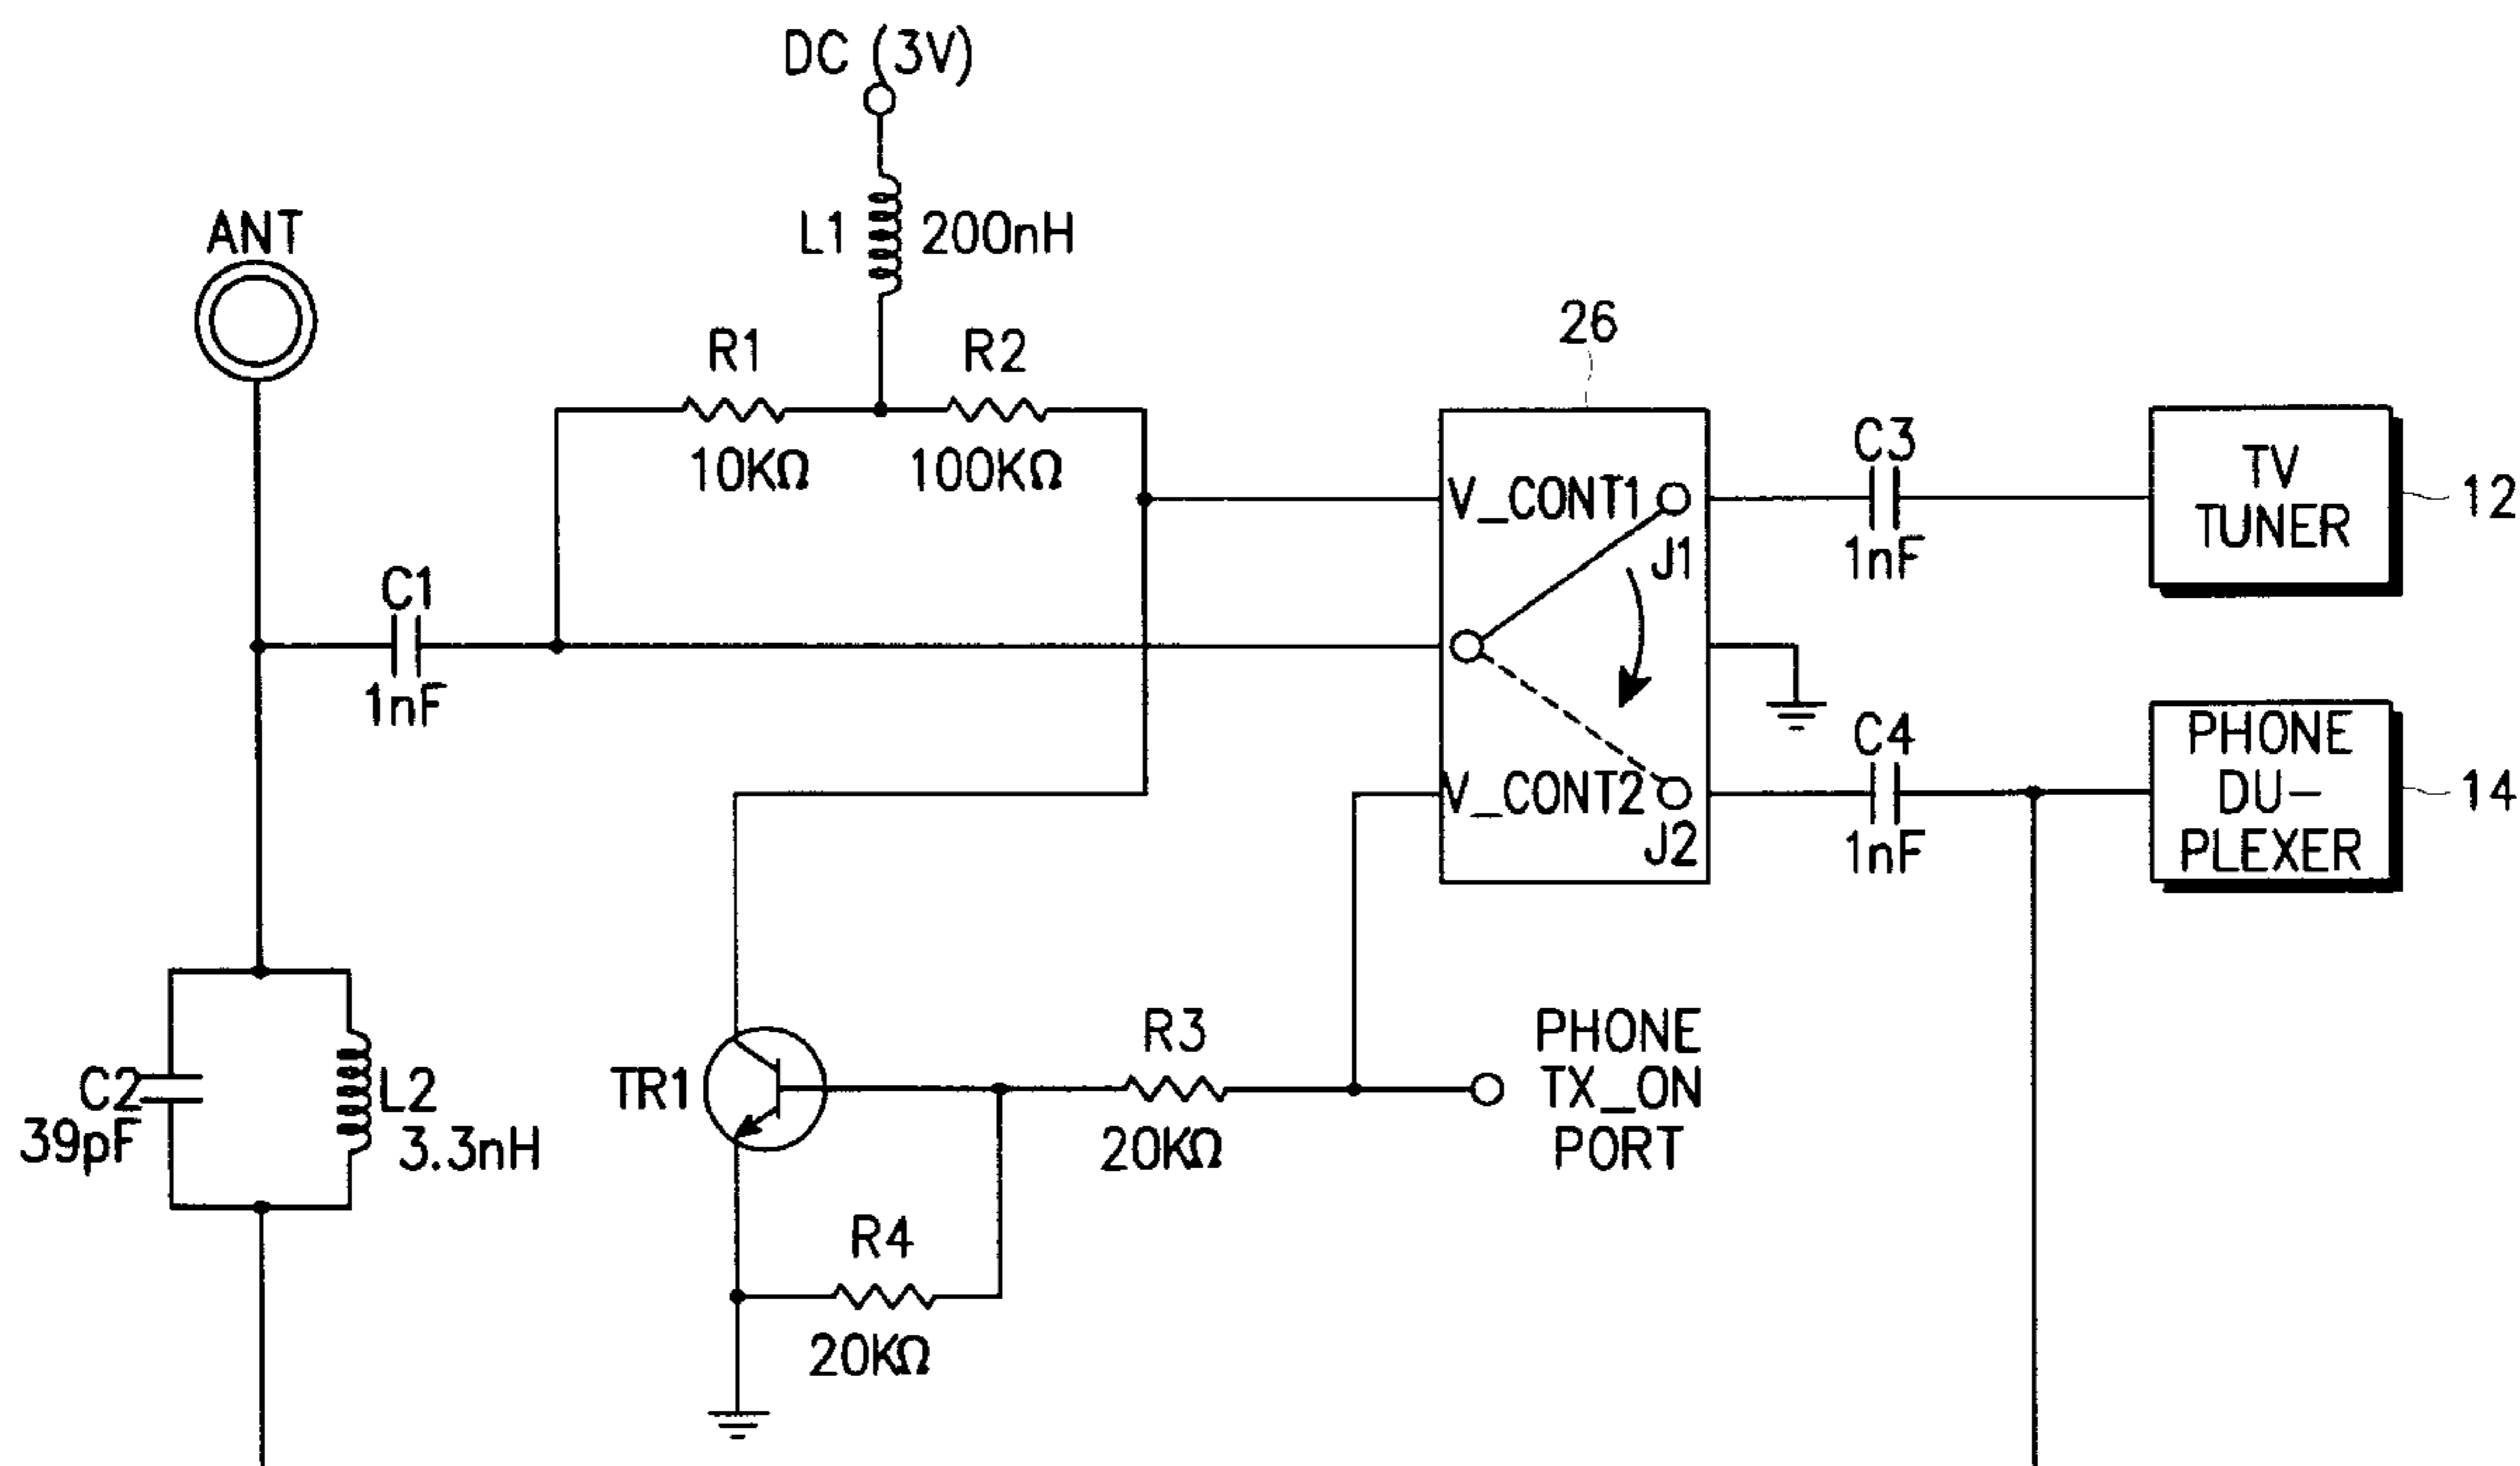 DC (3V)
L1 200nH
ANT
R1
10KΩ
R2
100KΩ
26
V_CONT1
J1
V_CONT2
J2
C3
1nF
TV
TUNER
12
C1
1nF
C4
1nF
PHONE
DU-
PLEXER
14
C2
39pF
L2
3.3nH
TR1
R3
20KΩ
PHONE
TX_ON
PORT
R4
20KΩ